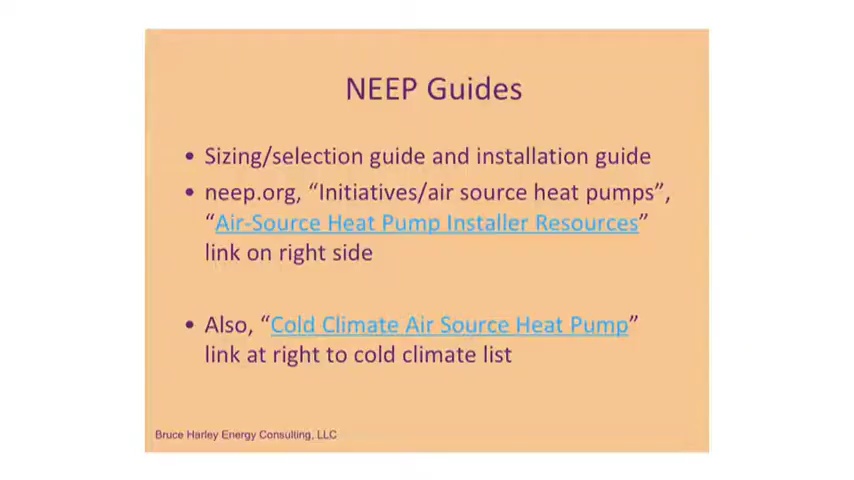 NEEP Guides
• Sizing/selection guide and installation guide
• neep.org, “Initiatives/air source heat pumps”,
“Air-Source Heat Pump Installer Resources”
link on right side
• Also, “Cold Climate Air Source Heat Pump”
link at right to cold climate list
Bruce Harley Energy Consulting, LLC